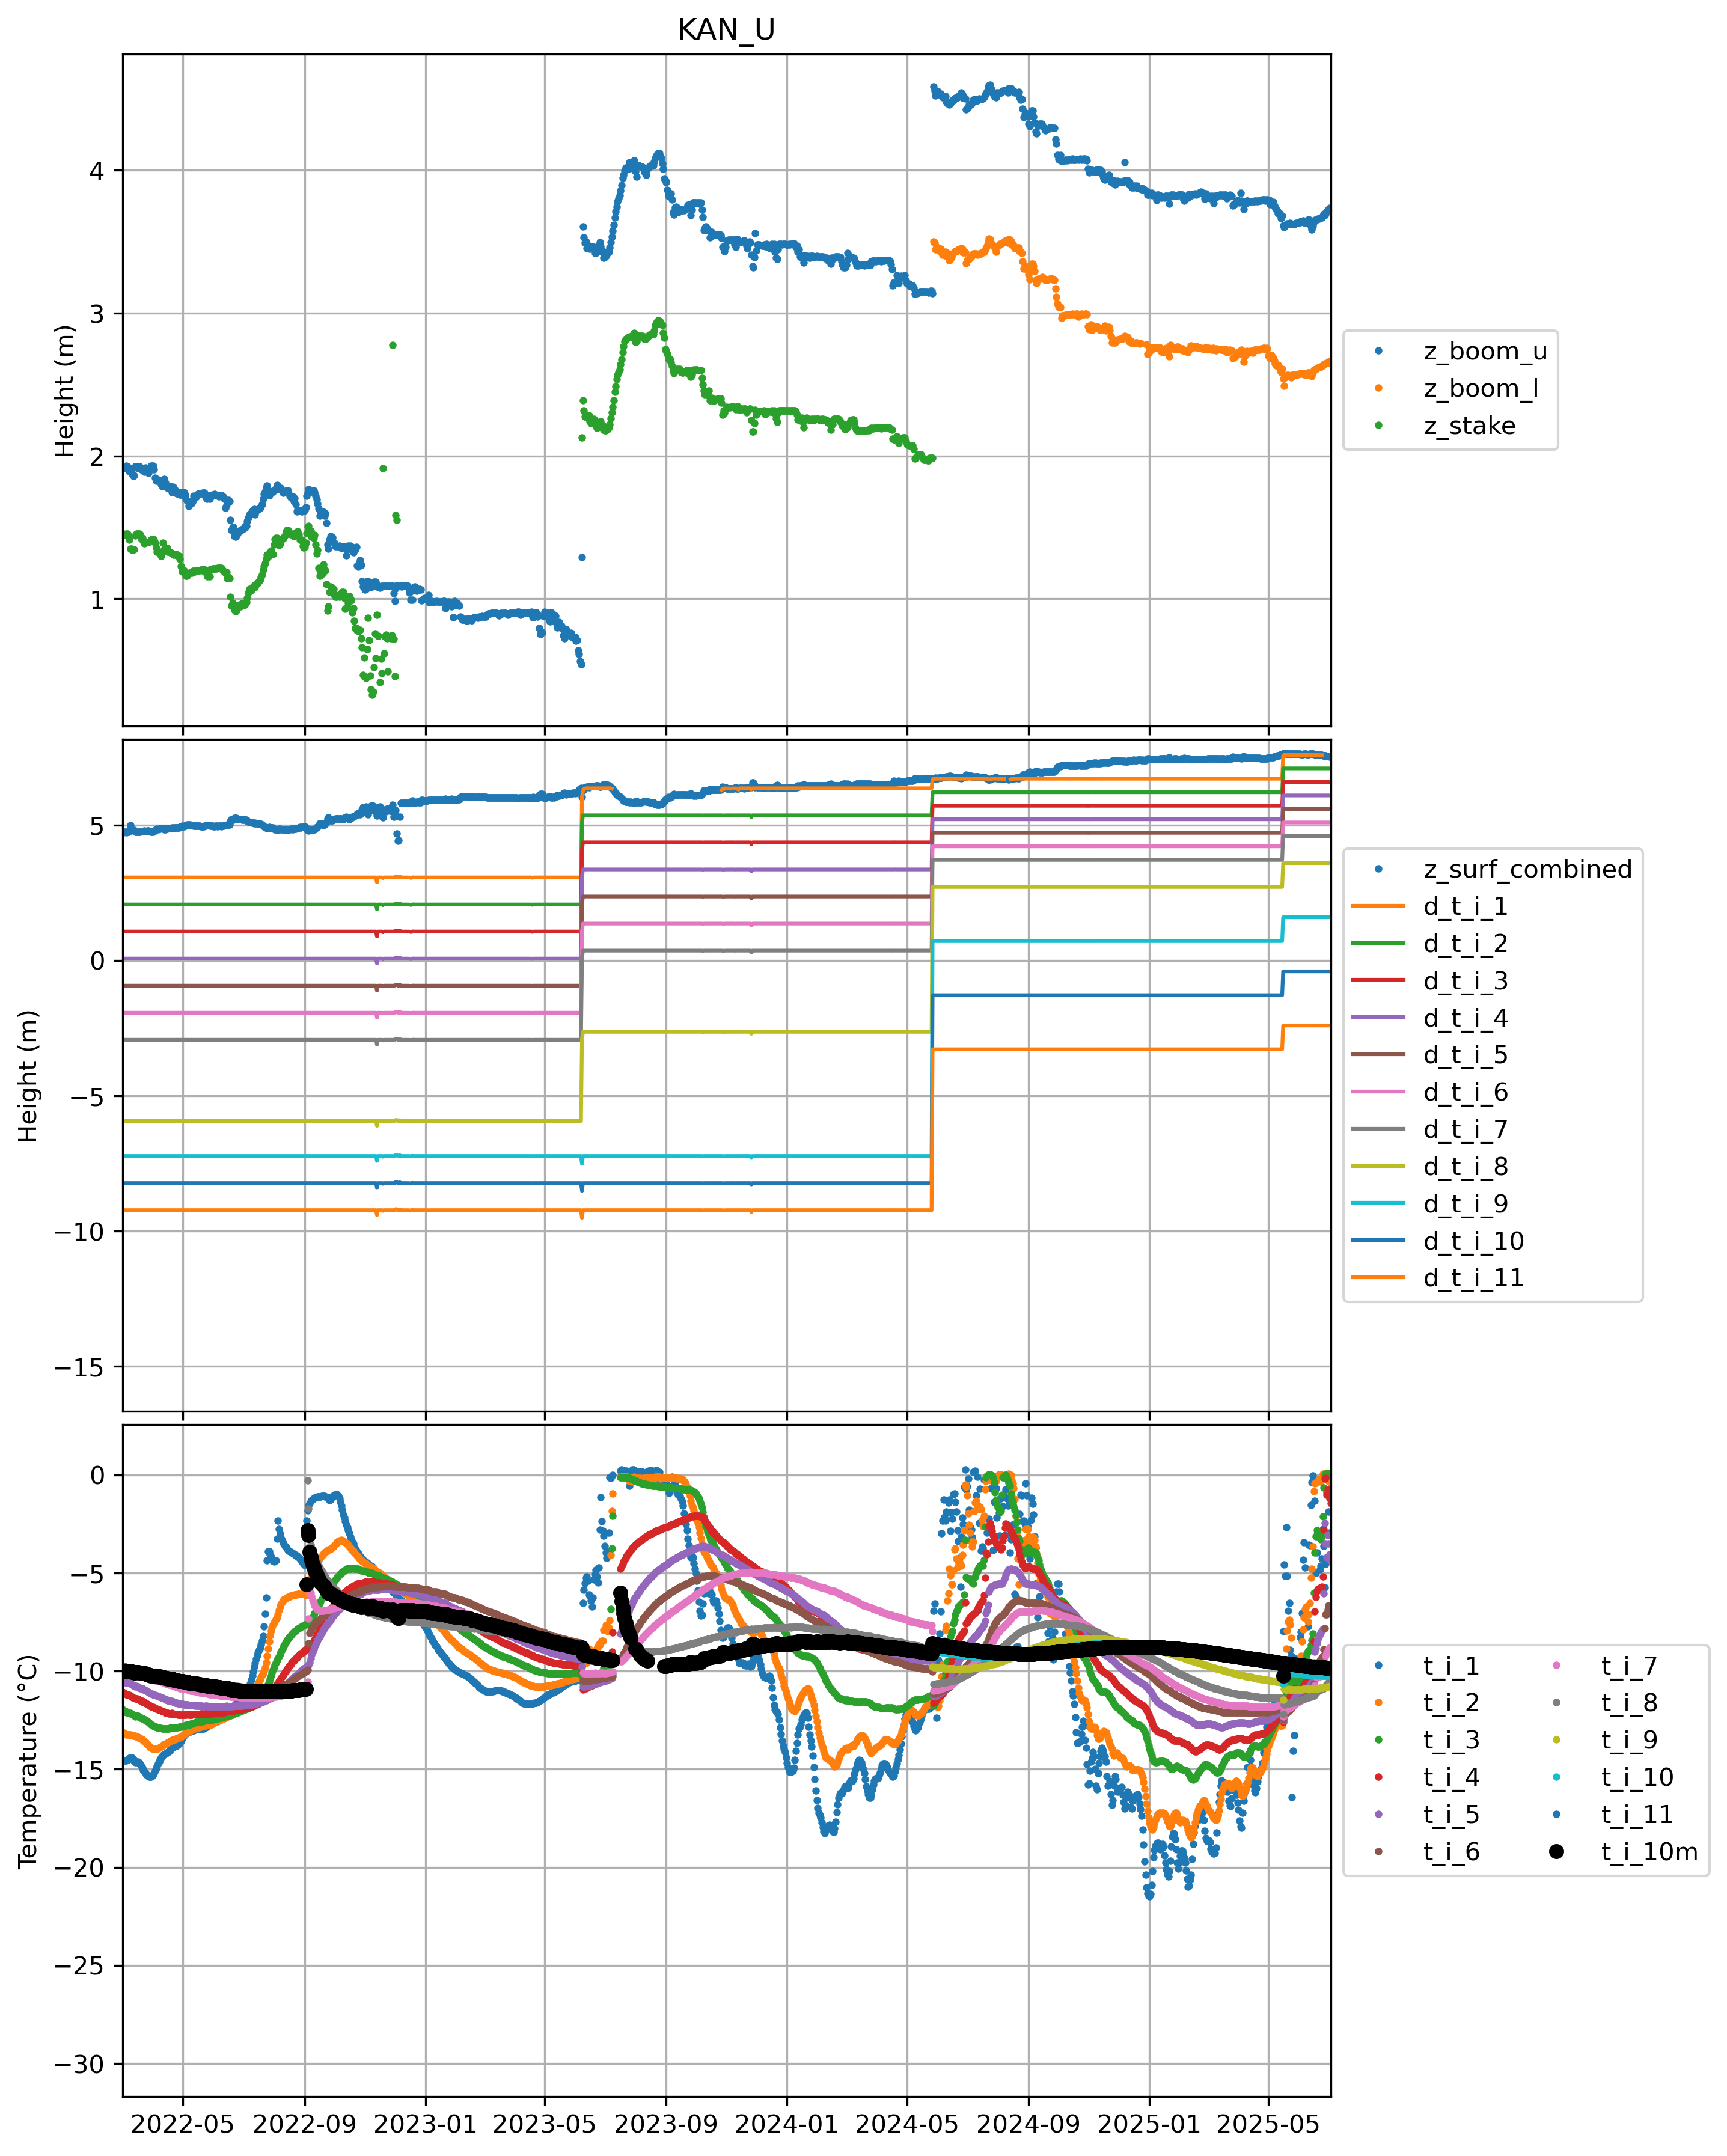 KAN_U
4
3
2
1
Height (m)
z_boom_u
z_boom_l
z_stake
5
0
−5
−10
−15
Height (m)
z_surf_combined
d_t_i_1
d_t_i_2
d_t_i_3
d_t_i_4
d_t_i_5
d_t_i_6
d_t_i_7
d_t_i_8
d_t_i_9
d_t_i_10
d_t_i_11
0
−5
−10
−15
−20
−25
−30
Temperature (°C)
t_i_1 t_i_7
t_i_2 t_i_8
t_i_3 t_i_9
t_i_4 t_i_10
t_i_5 t_i_11
t_i_6 t_i_10m
2022-05 2022-09 2023-01 2023-05 2023-09 2024-01 2024-05 2024-09 2025-01 2025-05